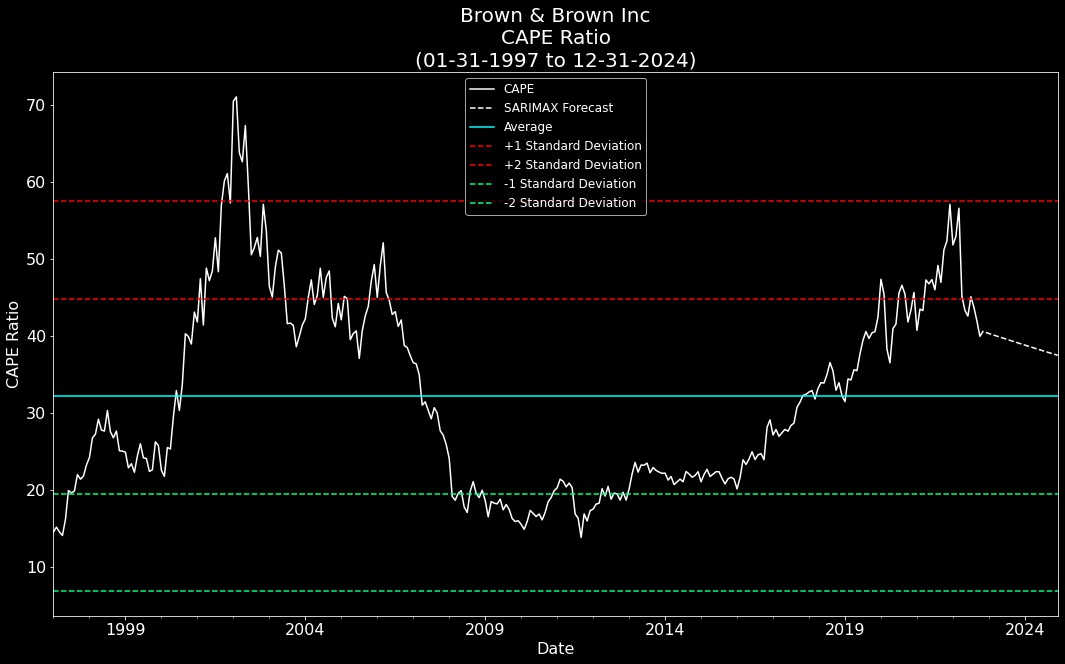 Brown & Brown Inc
CAPE Ratio
(01-31-1997 to 12-31-2024)
CAPE
SARIMAX Forecast
Average
+1 Standard Deviation
+2 Standard Deviation
-1 Standard Deviation
-2 Standard Deviation
70
60
50
40
30
20
10
CAPE Ratio
1999
2004
2009
2014
2019
2024
Date